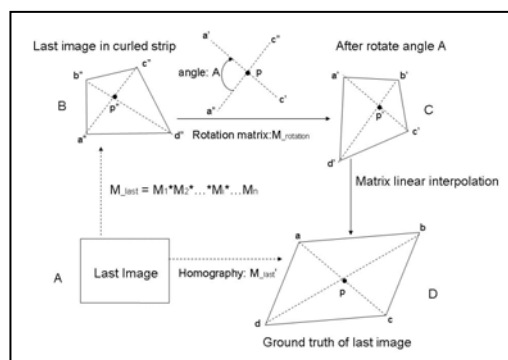 Last image in curled strip
a'
c"
After rotate angle A
c"
b"
angle: A
p
a'
b'
B
p"
a"
c'
p'
C
a"
d"
Rotation matrix:M_rotation
c'
d'
M_last = M₁*M₂*…*Mᵢ*…Mₙ
Matrix linear interpolation
a
b
A
Last Image
Homography: M_last'
p
D
d
c
Ground truth of last image